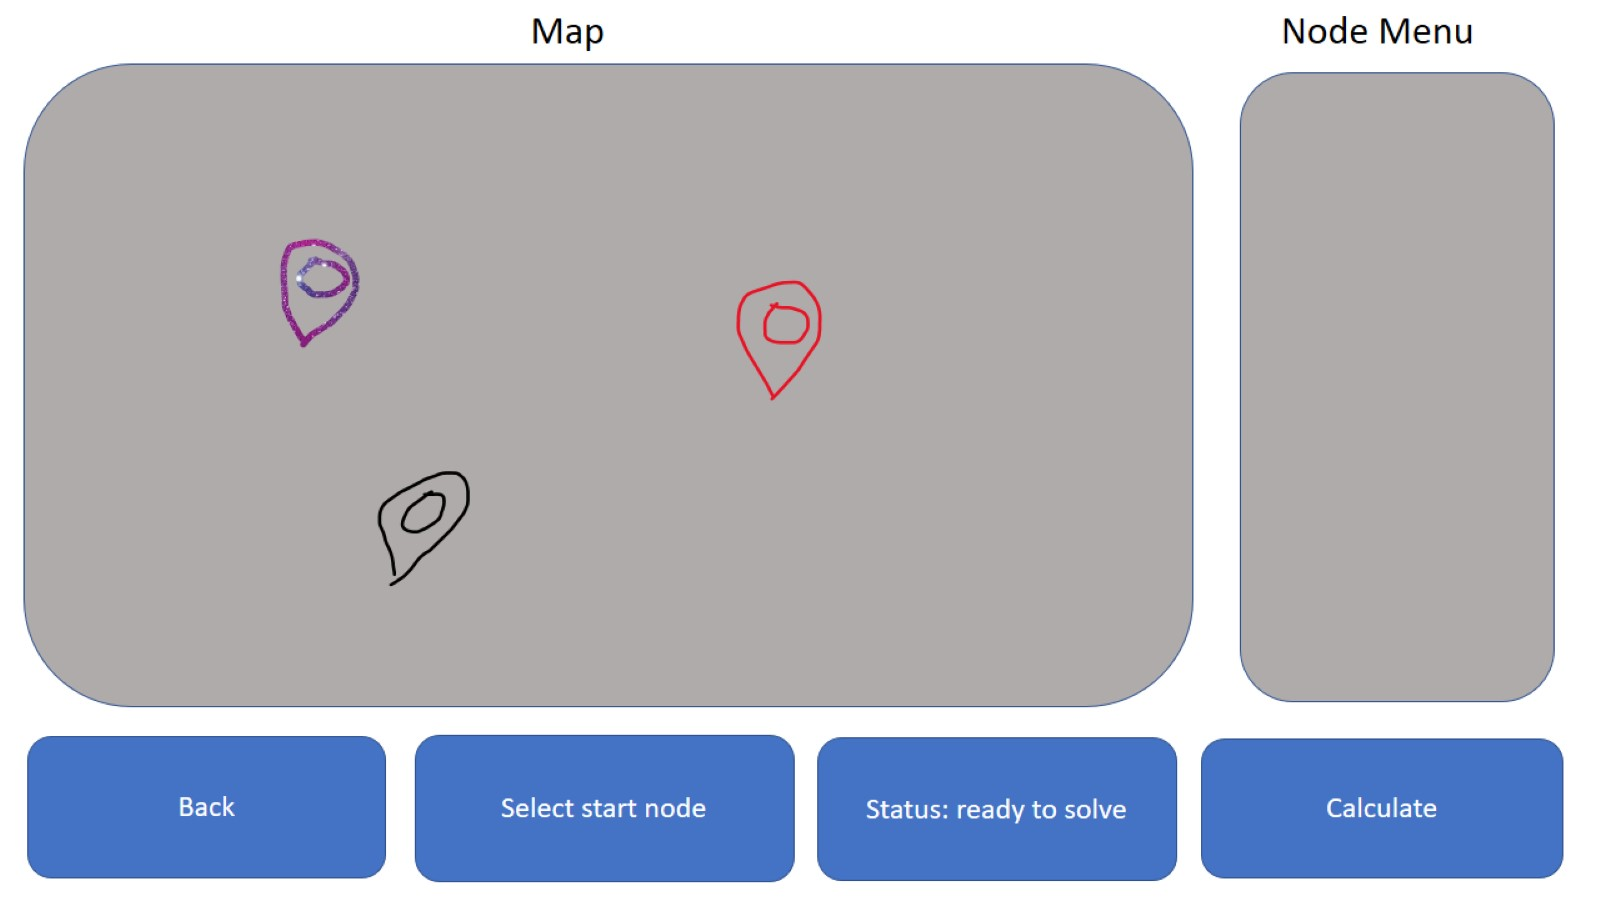 Map
Node Menu
Back
Select start node
Status: ready to solve
Calculate